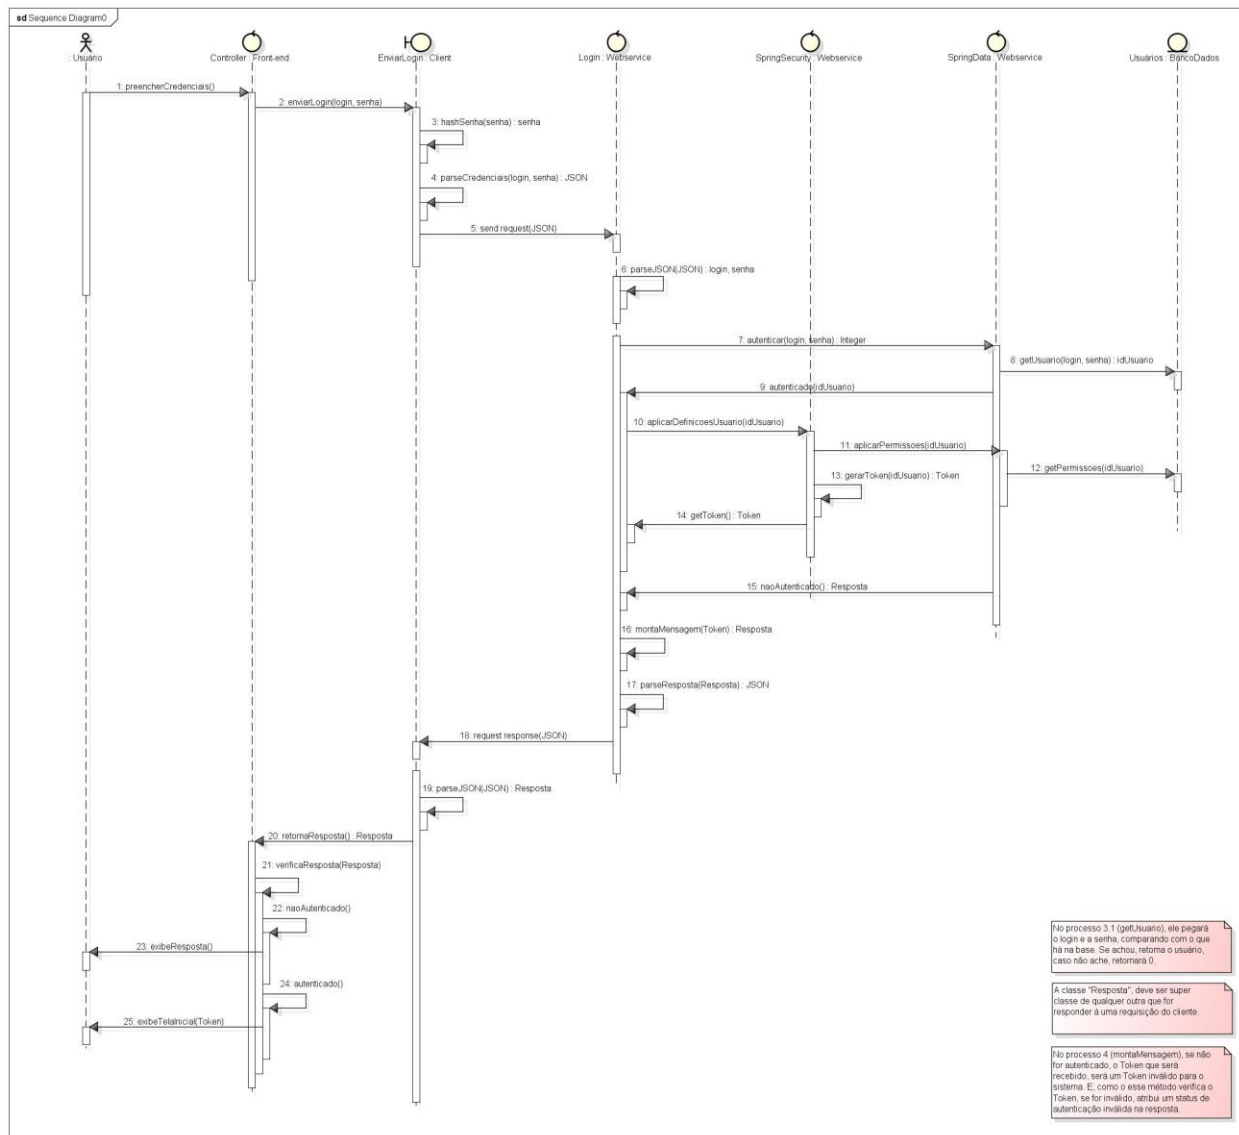 sd Sequence Diagram0
: Usuário
Controller : Front-end
EnviarLogin : Client
Login : Webservice
SpringSecurity : Webservice
SpringData : Webservice
Usuários : BancoDados
1: preencherCredenciais()
2: enviarLogin(login, senha)
3: hashSenha(senha) : senha
4: parseCredenciais(login, senha) : JSON
5: send request(JSON)
6: parseJSON(JSON) : login, senha
7: autenticar(login, senha) : Integer
8: getUsuario(login, senha) : idUsuario
9: autenticado(idUsuario)
10: aplicarDefinicoesUsuario(idUsuario)
11: aplicarPermissoes(idUsuario)
12: getPermissoes(idUsuario)
13: gerarToken(idUsuario) : Token
14: getToken() : Token
15: naoAutenticado() : Resposta
16: montaMensagem(Token) : Resposta
17: parseResposta(Resposta) : JSON
18: request response(JSON)
19: parseJSON(JSON) : Resposta
20: retornaResposta() : Resposta
21: verificaResposta(Resposta)
22: naoAutenticado()
23: exibeResposta()
24: autenticado()
25: exibeTelaInicial(Token)
No processo 3.1 (getUsuario), ele pegará
o login e a senha, comparando com o que
há na base. Se achou, retorna o usuário,
caso não ache, retornará 0.
A classe "Resposta", deve ser super
classe de qualquer outra que for
responder à uma requisição do cliente.
No processo 4 (montaMensagem), se não
for autenticado, o Token que será
recebido, será um Token inválido para o
sistema. E, como o esse método verifica o
Token, se for inválido, atribui um status de
autenticação inválida na resposta.